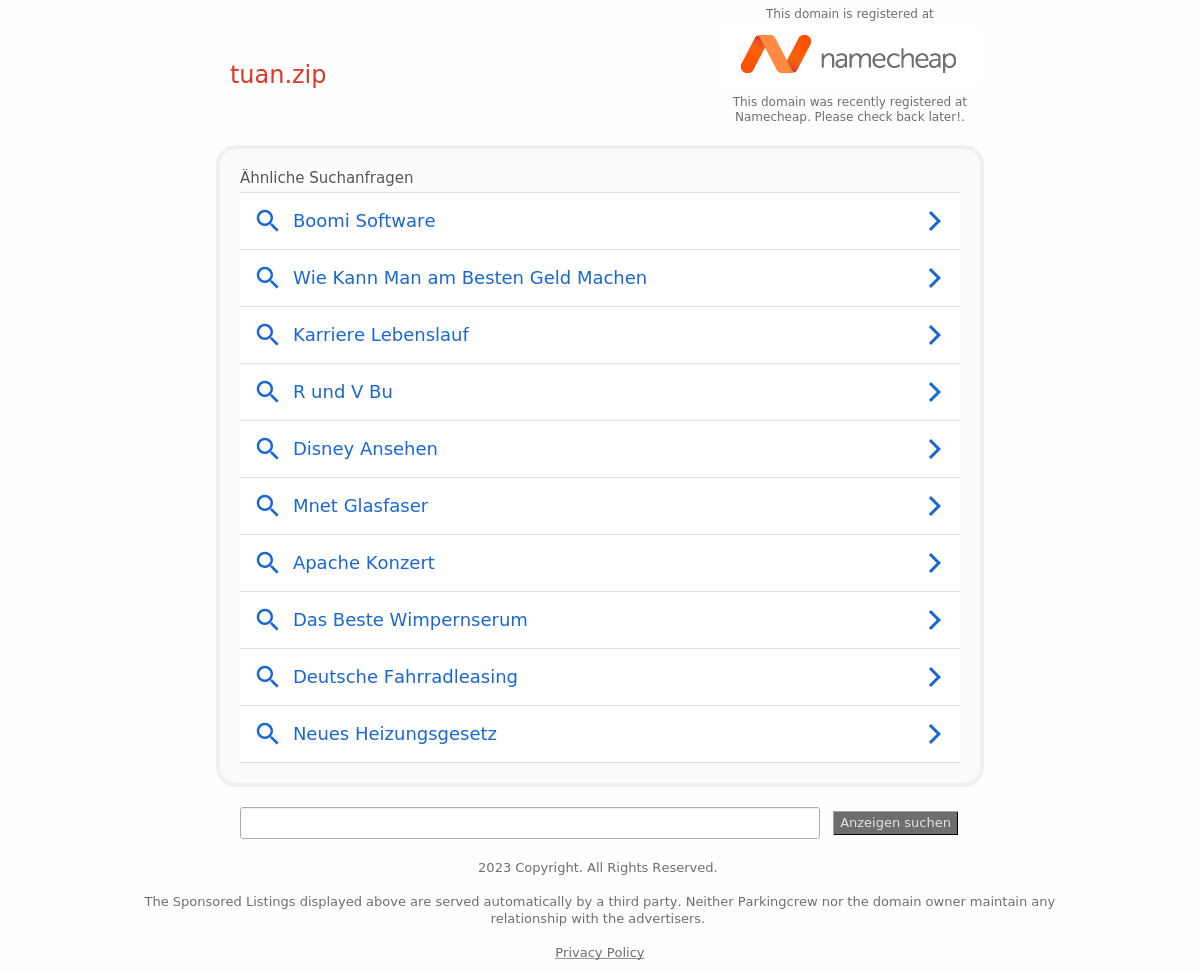 This domain is registered at
namecheap
tuan.zip
This domain was recently registered at
Namecheap. Please check back later!.
Ähnliche Suchanfragen
Boomi Software
Wie Kann Man am Besten Geld Machen
Karriere Lebenslauf
R und V Bu
Disney Ansehen
Mnet Glasfaser
Apache Konzert
Das Beste Wimpernserum
Deutsche Fahrradleasing
Neues Heizungsgesetz
Anzeigen suchen
2023 Copyright. All Rights Reserved.
The Sponsored Listings displayed above are served automatically by a third party. Neither Parkingcrew nor the domain owner maintain any
relationship with the advertisers.
Privacy Policy